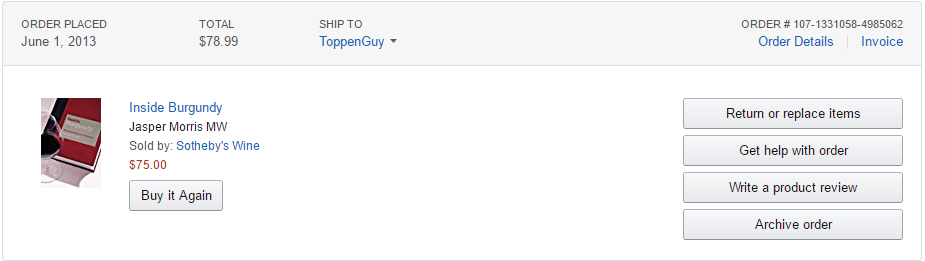 ORDER PLACED
June 1, 2013
TOTAL
$78.99
SHIP TO
ToppenGuy
ORDER # 107-1331058-4985062
Order Details
Invoice
Inside Burgundy
Jasper Morris MW
Sold by: Sotheby's Wine
$75.00
Buy it Again
Return or replace items
Get help with order
Write a product review
Archive order